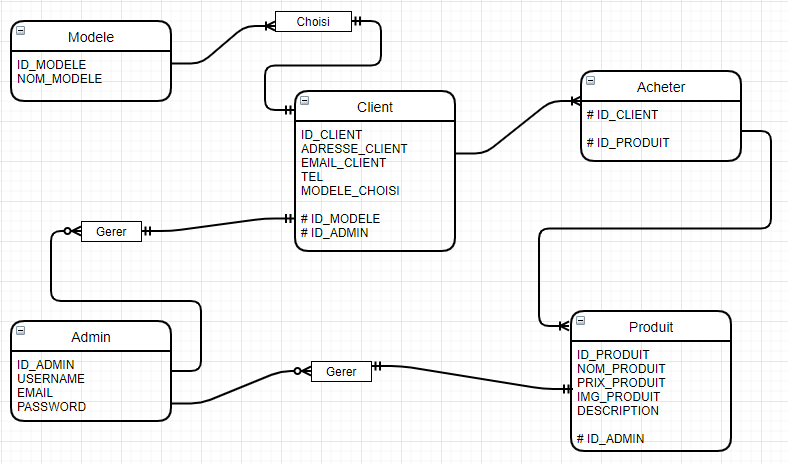 Choisi
Modele
ID_MODELE
NOM_MODELE
Client
ID_CLIENT
ADRESSE_CLIENT
EMAIL_CLIENT
TEL
MODELE_CHOISI
# ID_MODELE
# ID_ADMIN
Acheter
# ID_CLIENT
# ID_PRODUIT
Gerer
Admin
ID_ADMIN
USERNAME
EMAIL
PASSWORD
Gerer
Produit
ID_PRODUIT
NOM_PRODUIT
PRIX_PRODUIT
IMG_PRODUIT
DESCRIPTION
# ID_ADMIN